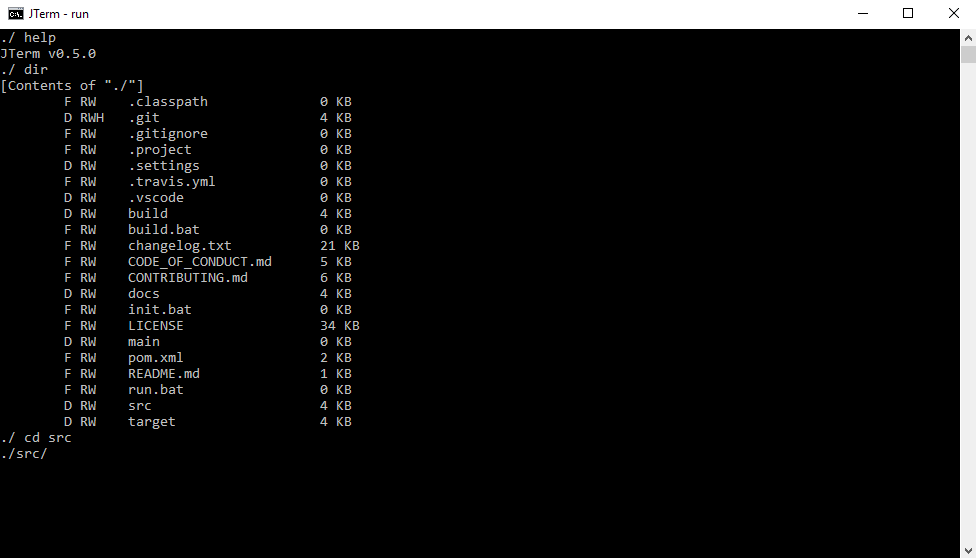 JTerm - run
./ help
JTerm v0.5.0
./ dir
[Contents of "./"]
        F RW    .classpath              0 KB
        D RWH   .git                    4 KB
        F RW    .gitignore              0 KB
        F RW    .project                0 KB
        D RW    .settings               0 KB
        F RW    .travis.yml             0 KB
        D RW    .vscode                 0 KB
        D RW    build                   4 KB
        F RW    build.bat               0 KB
        F RW    changelog.txt           21 KB
        F RW    CODE_OF_CONDUCT.md      5 KB
        F RW    CONTRIBUTING.md         6 KB
        D RW    docs                    4 KB
        F RW    init.bat                0 KB
        F RW    LICENSE                 34 KB
        D RW    main                    0 KB
        F RW    pom.xml                 2 KB
        F RW    README.md               1 KB
        F RW    run.bat                 0 KB
        D RW    src                     4 KB
        D RW    target                  4 KB
./ cd src
./src/